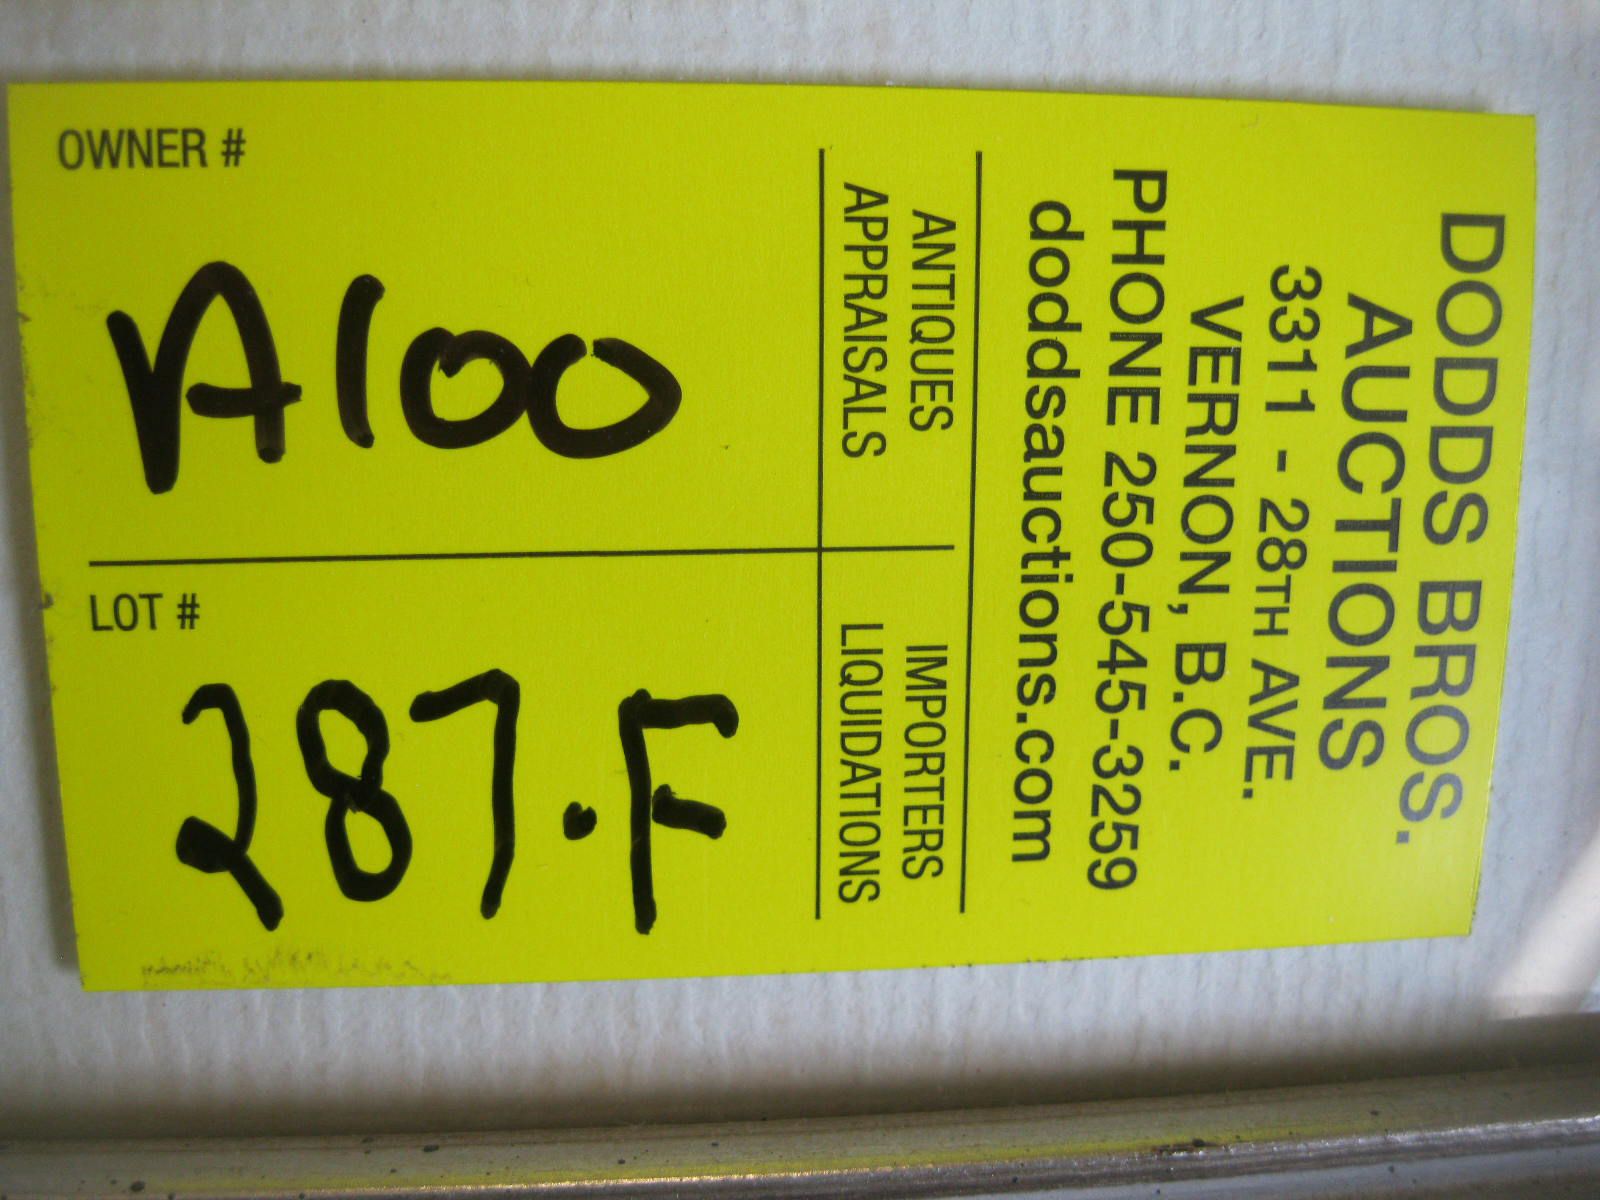 DODDS BROS.
AUCTIONS
3311 - 28TH AVE.
VERNON, B.C.
PHONE 250-545-3259
doddsauctions.com
ANTIQUES
APPRAISALS
IMPORTERS
LIQUIDATIONS
OWNER #
A100
LOT #
287.F